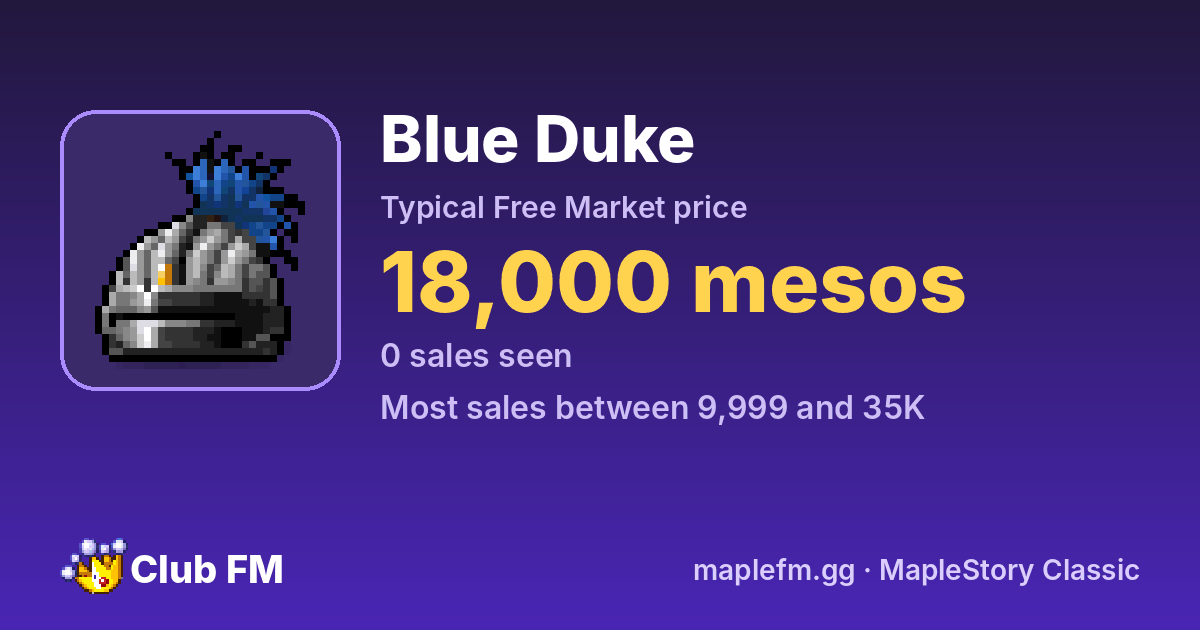 Blue Duke
Typical Free Market price
18,000 mesos
0 sales seen
Most sales between 9,999 and 35K
Club FM
maplefm.gg · MapleStory Classic